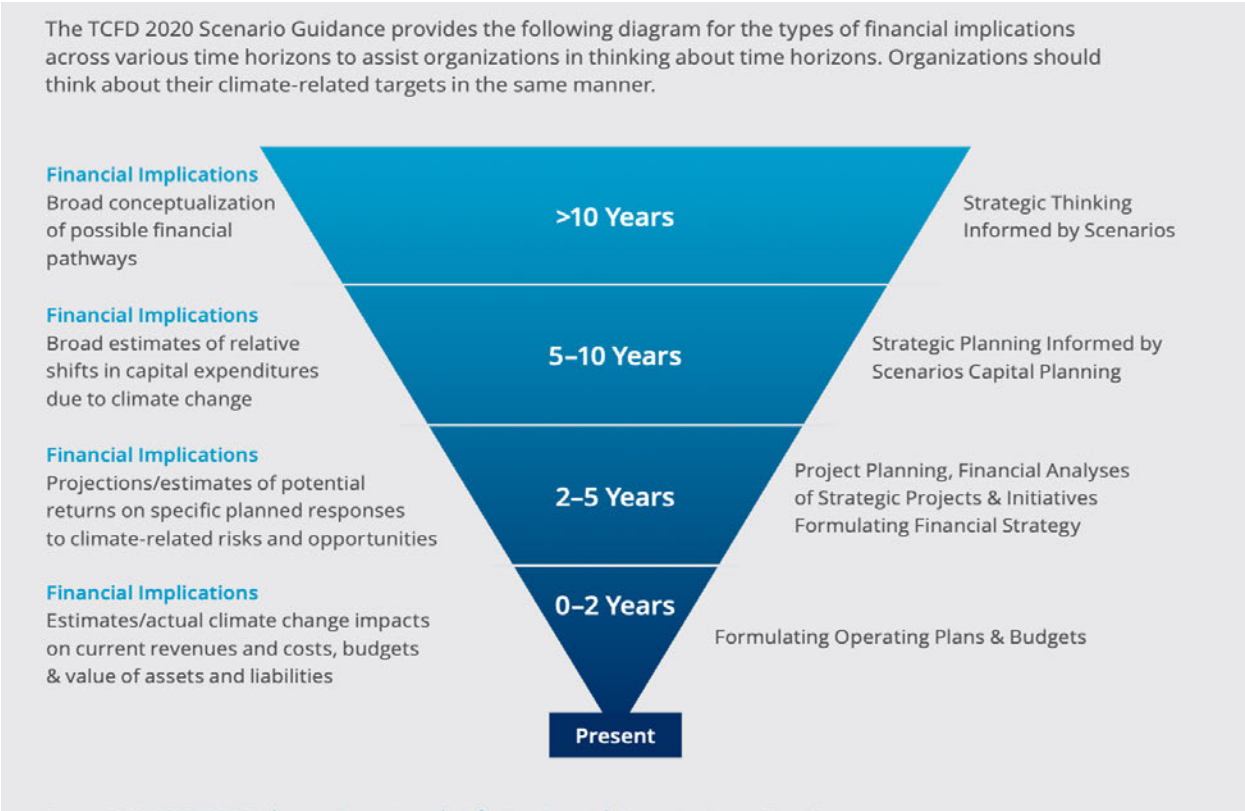 The TCFD 2020 Scenario Guidance provides the following diagram for the types of financial implications
across various time horizons to assist organizations in thinking about time horizons. Organizations should
think about their climate-related targets in the same manner.
Financial Implications
Broad conceptualization
of possible financial
pathways
>10 Years
Strategic Thinking
Informed by Scenarios
Financial Implications
Broad estimates of relative
shifts in capital expenditures
due to climate change
5–10 Years
Strategic Planning Informed by
Scenarios Capital Planning
Financial Implications
Projections/estimates of potential
returns on specific planned responses
to climate-related risks and opportunities
2–5 Years
Project Planning, Financial Analyses
of Strategic Projects & Initiatives
Formulating Financial Strategy
Financial Implications
Estimates/actual climate change impacts
on current revenues and costs, budgets
& value of assets and liabilities
0–2 Years
Formulating Operating Plans & Budgets
Present